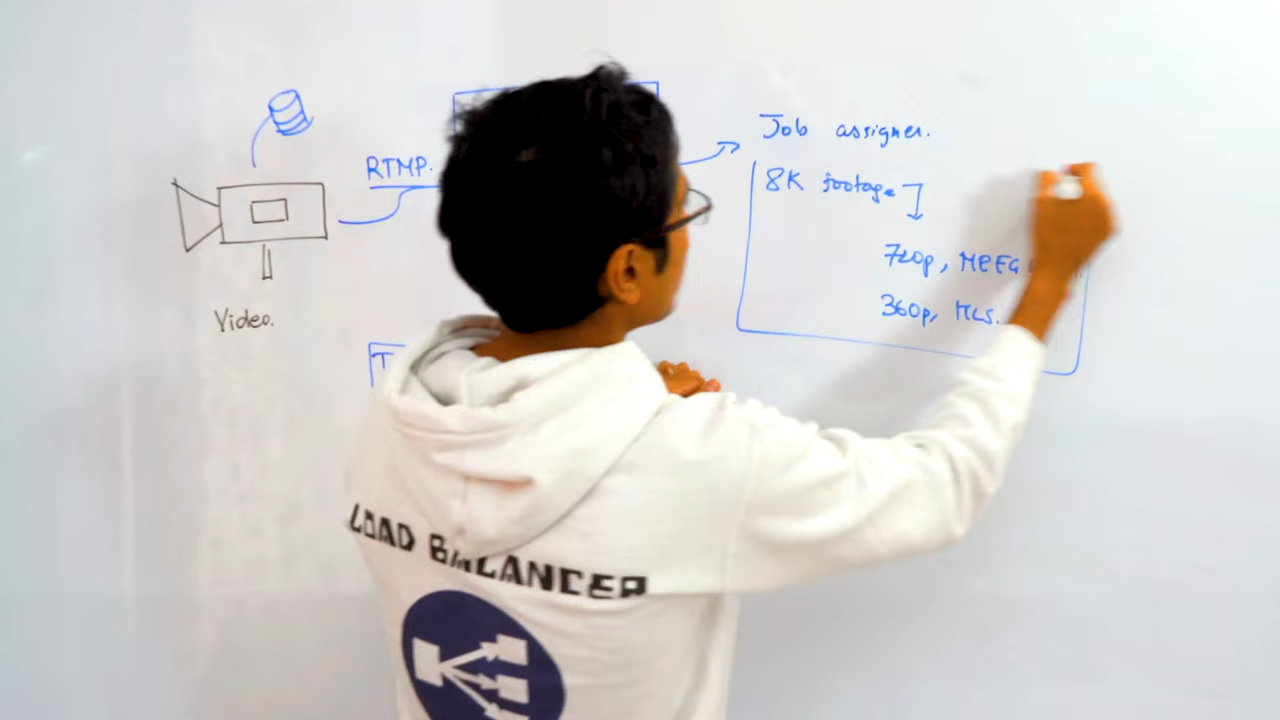 RTMP.
Video.
T
Job assigner.
8K footage
720p, MPEG
360p, HLS.
LOAD BALANCER